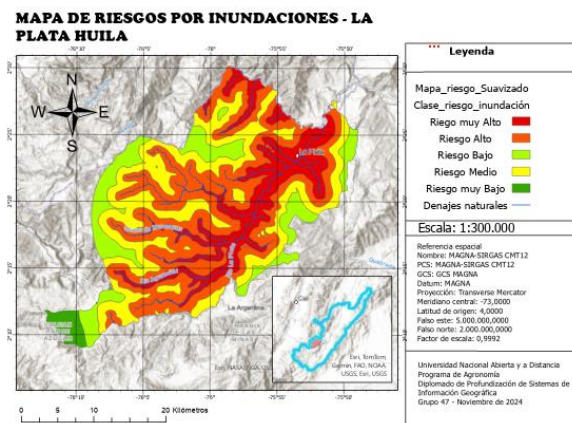 MAPA DE RIESGOS POR INUNDACIONES - LA
PLATA HUILA
N
W E
S
La Plata
La Argentina
Esri, TomTom,
Garmin, FAO, NOAA,
USGS, Esri, USGS
0 5 10 20 Kilómetros
Leyenda
Mapa_riesgo_Suavizado
Clase_riesgo_inundación
Riego muy Alto
Riesgo Alto
Riesgo Bajo
Riesgo Medio
Riesgo muy Bajo
Denajes naturales
Escala: 1:300.000
Referencia espacial
Nombre: MAGNA-SIRGAS CMT12
PCS: MAGNA-SIRGAS CMT12
GCS: GCS MAGNA
Datum: MAGNA
Proyección: Transverse Mercator
Meridiano central: -73,0000
Latitud de origen: 4,0000
Falso este: 5.000.000,0000
Falso norte: 2.000.000,0000
Factor de escala: 0,9992
Universidad Nacional Abierta y a Distancia
Programa de Agronomía
Diplomado de Profundización de Sistemas de
Información Geográfica
Grupo 47 - Noviembre de 2024